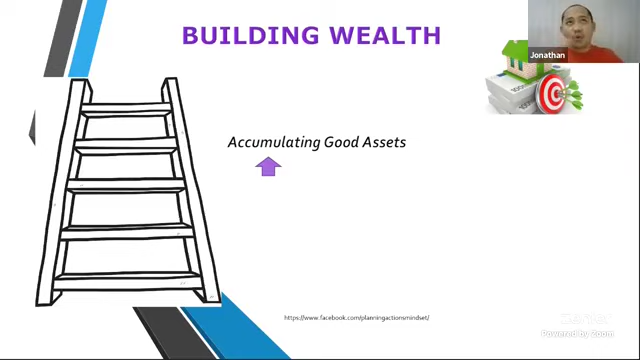 BUILDING WEALTH
Jonathan
Accumulating Good Assets
https://www.facebook.com/planningactionsmindset/
Powered by Zoom